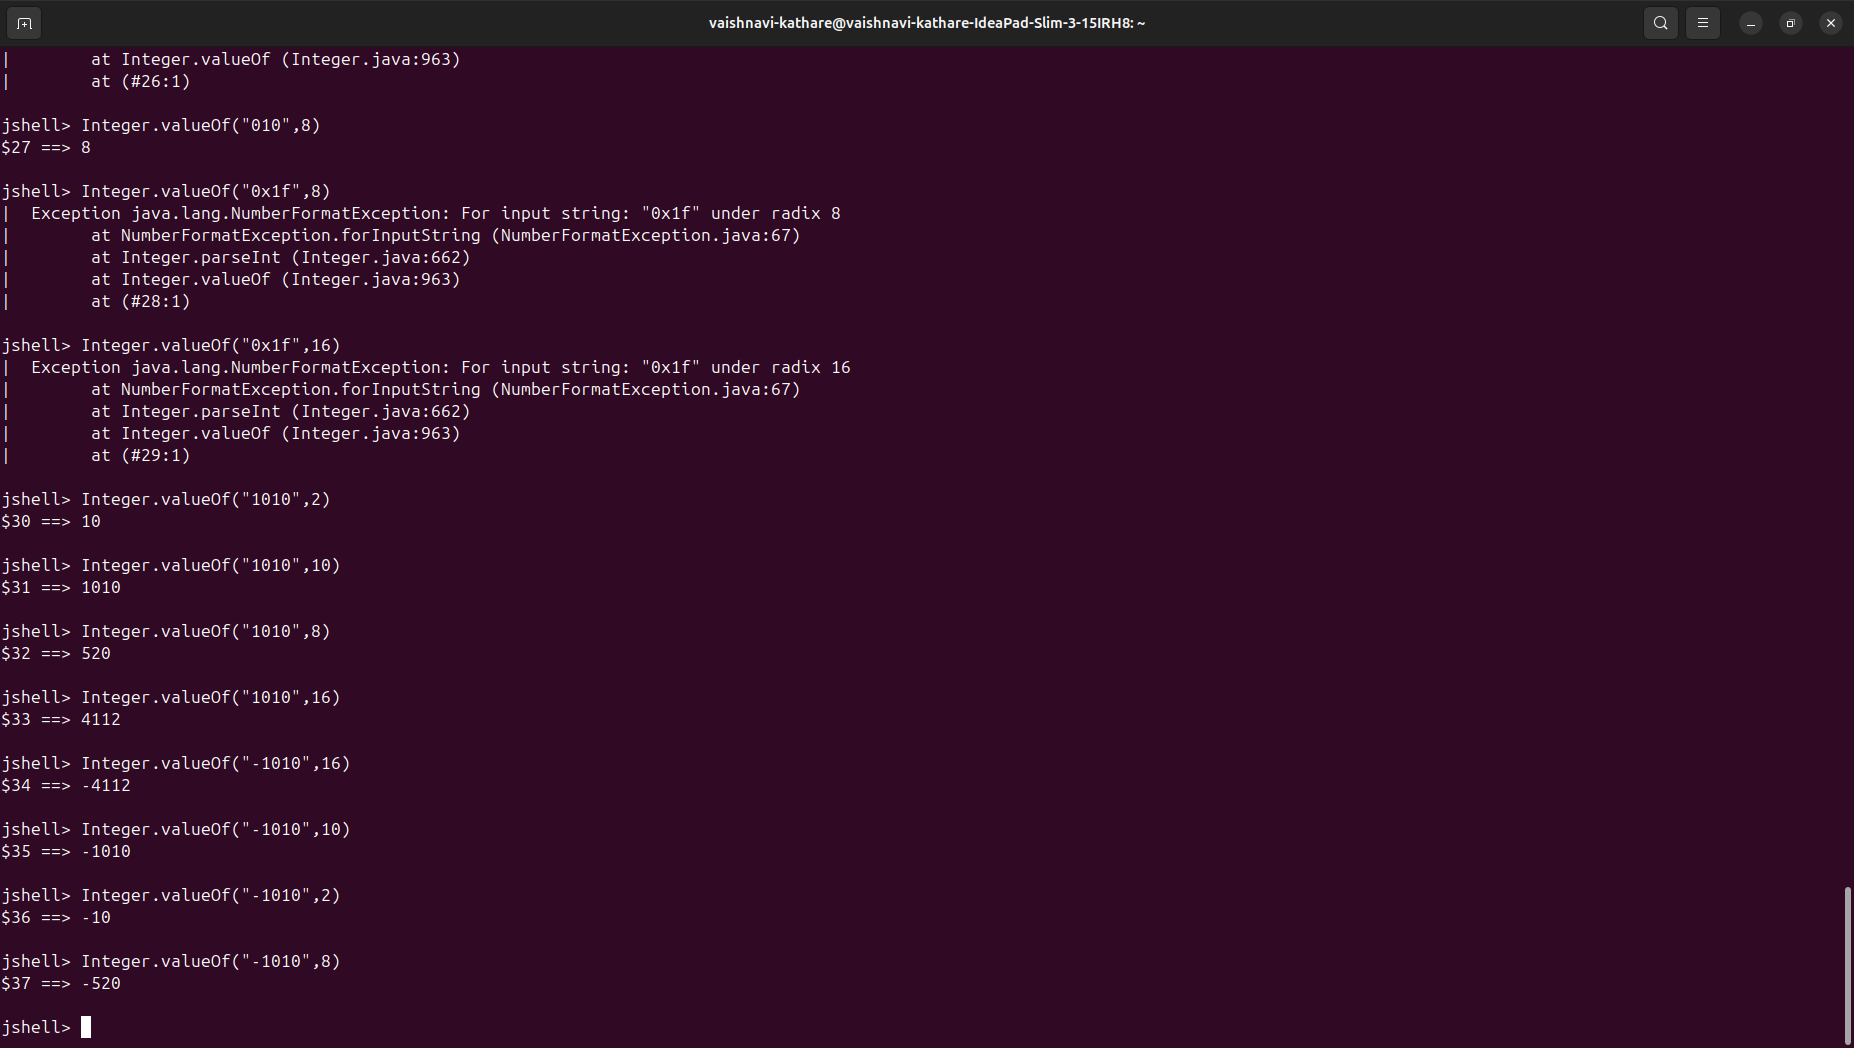 vaishnavi-kathare@vaishnavi-kathare-IdeaPad-Slim-3-15IRH8: ~
|        at Integer.valueOf (Integer.java:963)
|        at (#26:1)
jshell> Integer.valueOf("010",8)
$27 ==> 8
jshell> Integer.valueOf("0x1f",8)
|  Exception java.lang.NumberFormatException: For input string: "0x1f" under radix 8
|        at NumberFormatException.forInputString (NumberFormatException.java:67)
|        at Integer.parseInt (Integer.java:662)
|        at Integer.valueOf (Integer.java:963)
|        at (#28:1)
jshell> Integer.valueOf("0x1f",16)
|  Exception java.lang.NumberFormatException: For input string: "0x1f" under radix 16
|        at NumberFormatException.forInputString (NumberFormatException.java:67)
|        at Integer.parseInt (Integer.java:662)
|        at Integer.valueOf (Integer.java:963)
|        at (#29:1)
jshell> Integer.valueOf("1010",2)
$30 ==> 10
jshell> Integer.valueOf("1010",10)
$31 ==> 1010
jshell> Integer.valueOf("1010",8)
$32 ==> 520
jshell> Integer.valueOf("1010",16)
$33 ==> 4112
jshell> Integer.valueOf("-1010",16)
$34 ==> -4112
jshell> Integer.valueOf("-1010",10)
$35 ==> -1010
jshell> Integer.valueOf("-1010",2)
$36 ==> -10
jshell> Integer.valueOf("-1010",8)
$37 ==> -520
jshell>